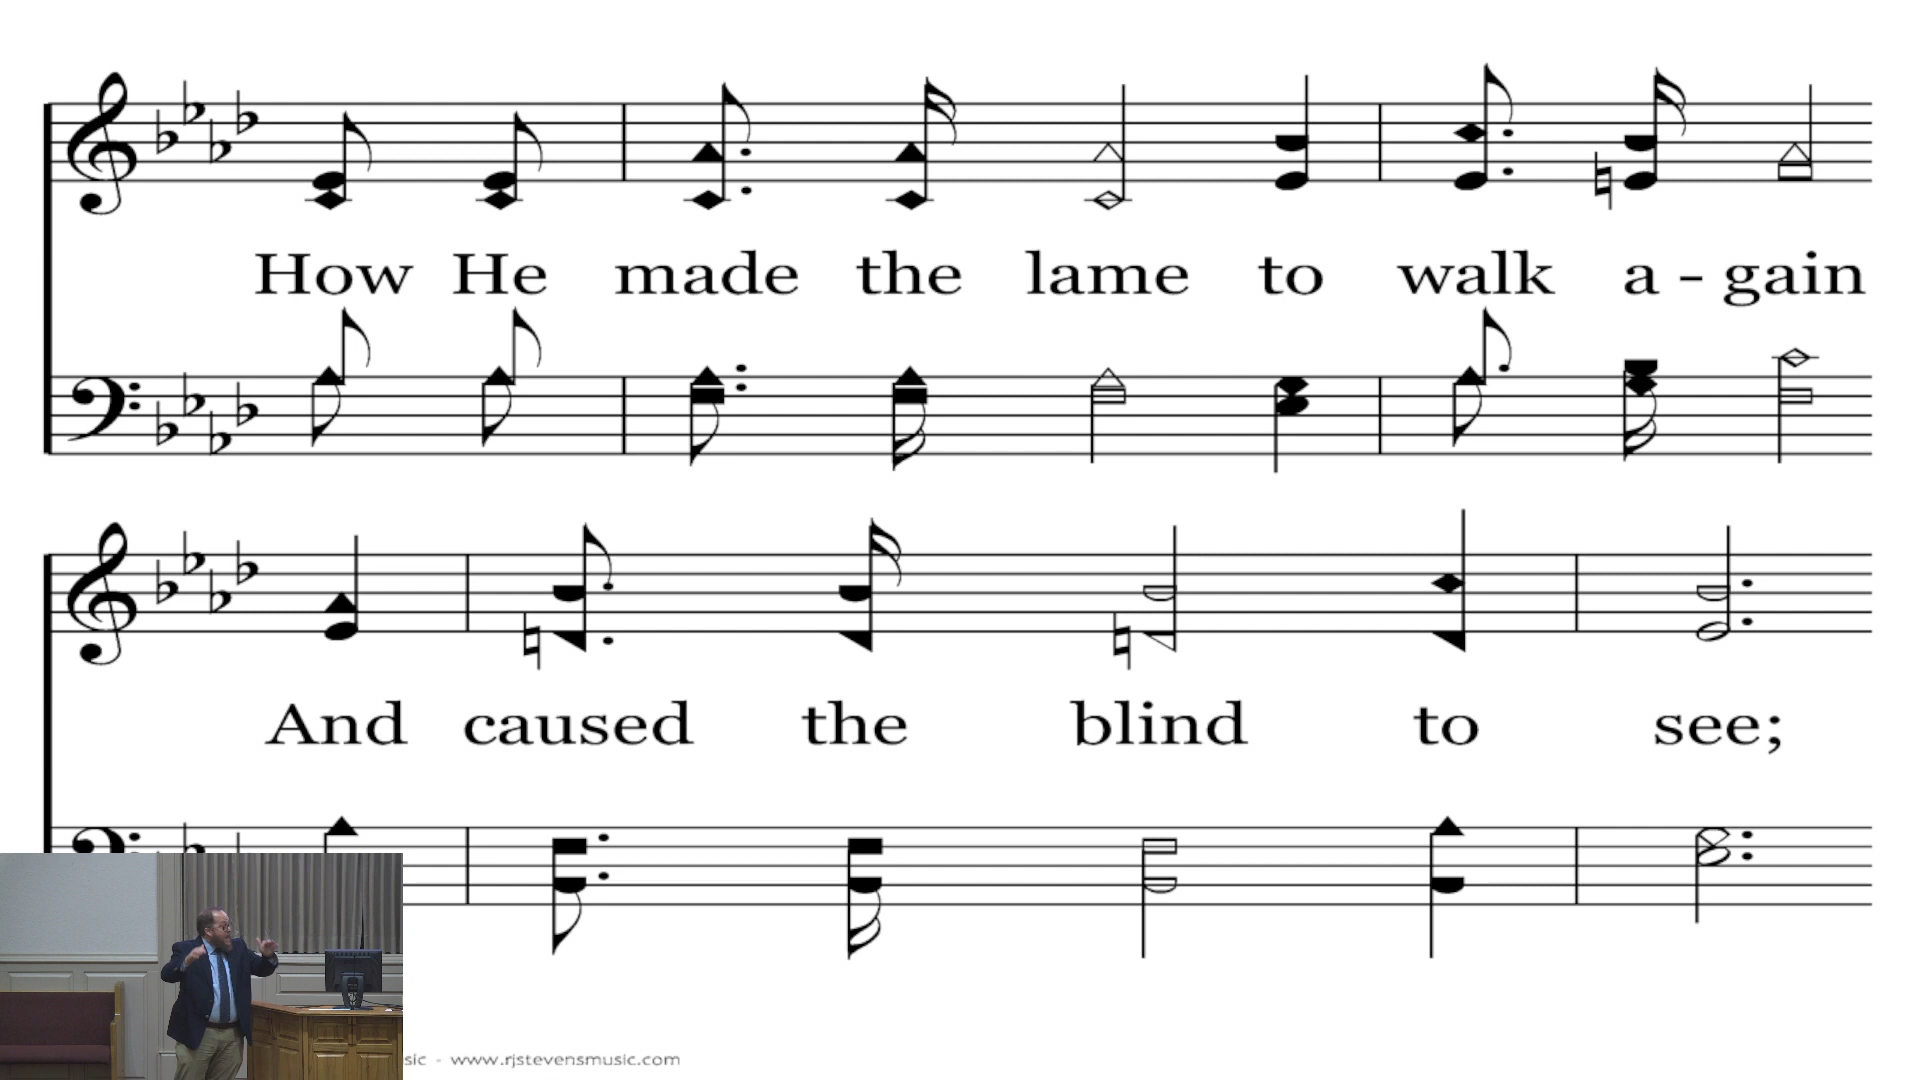 How He made the lame to walk a - gain
And caused the blind to see;
sic - www.rjstevensmusic.com